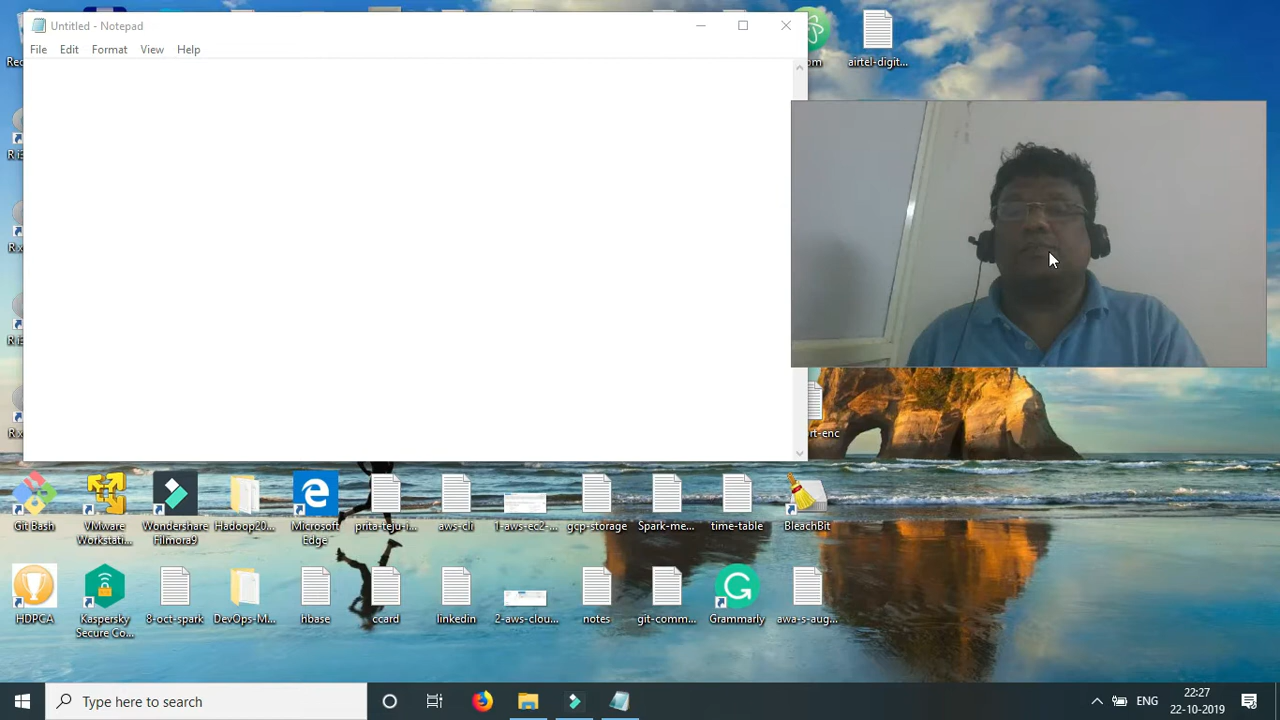 Untitled - Notepad
File Edit Format View Help
airtel-digit...
Git Bash
VMware Workstati...
Wondershare Filmora9
Hadoop20...
Microsoft Edge
prita-teju-i...
aws-cli
1-aws-ec2-...
gcp-storage
Spark-me...
time-table
BleachBit
HDPCA
Kaspersky Secure Co...
8-oct-spark
DevOps-M...
hbase
ccard
linkedin
2-aws-clou...
notes
git-comm...
Grammarly
awa-s-aug...
Type here to search
ENG
22:27
22-10-2019